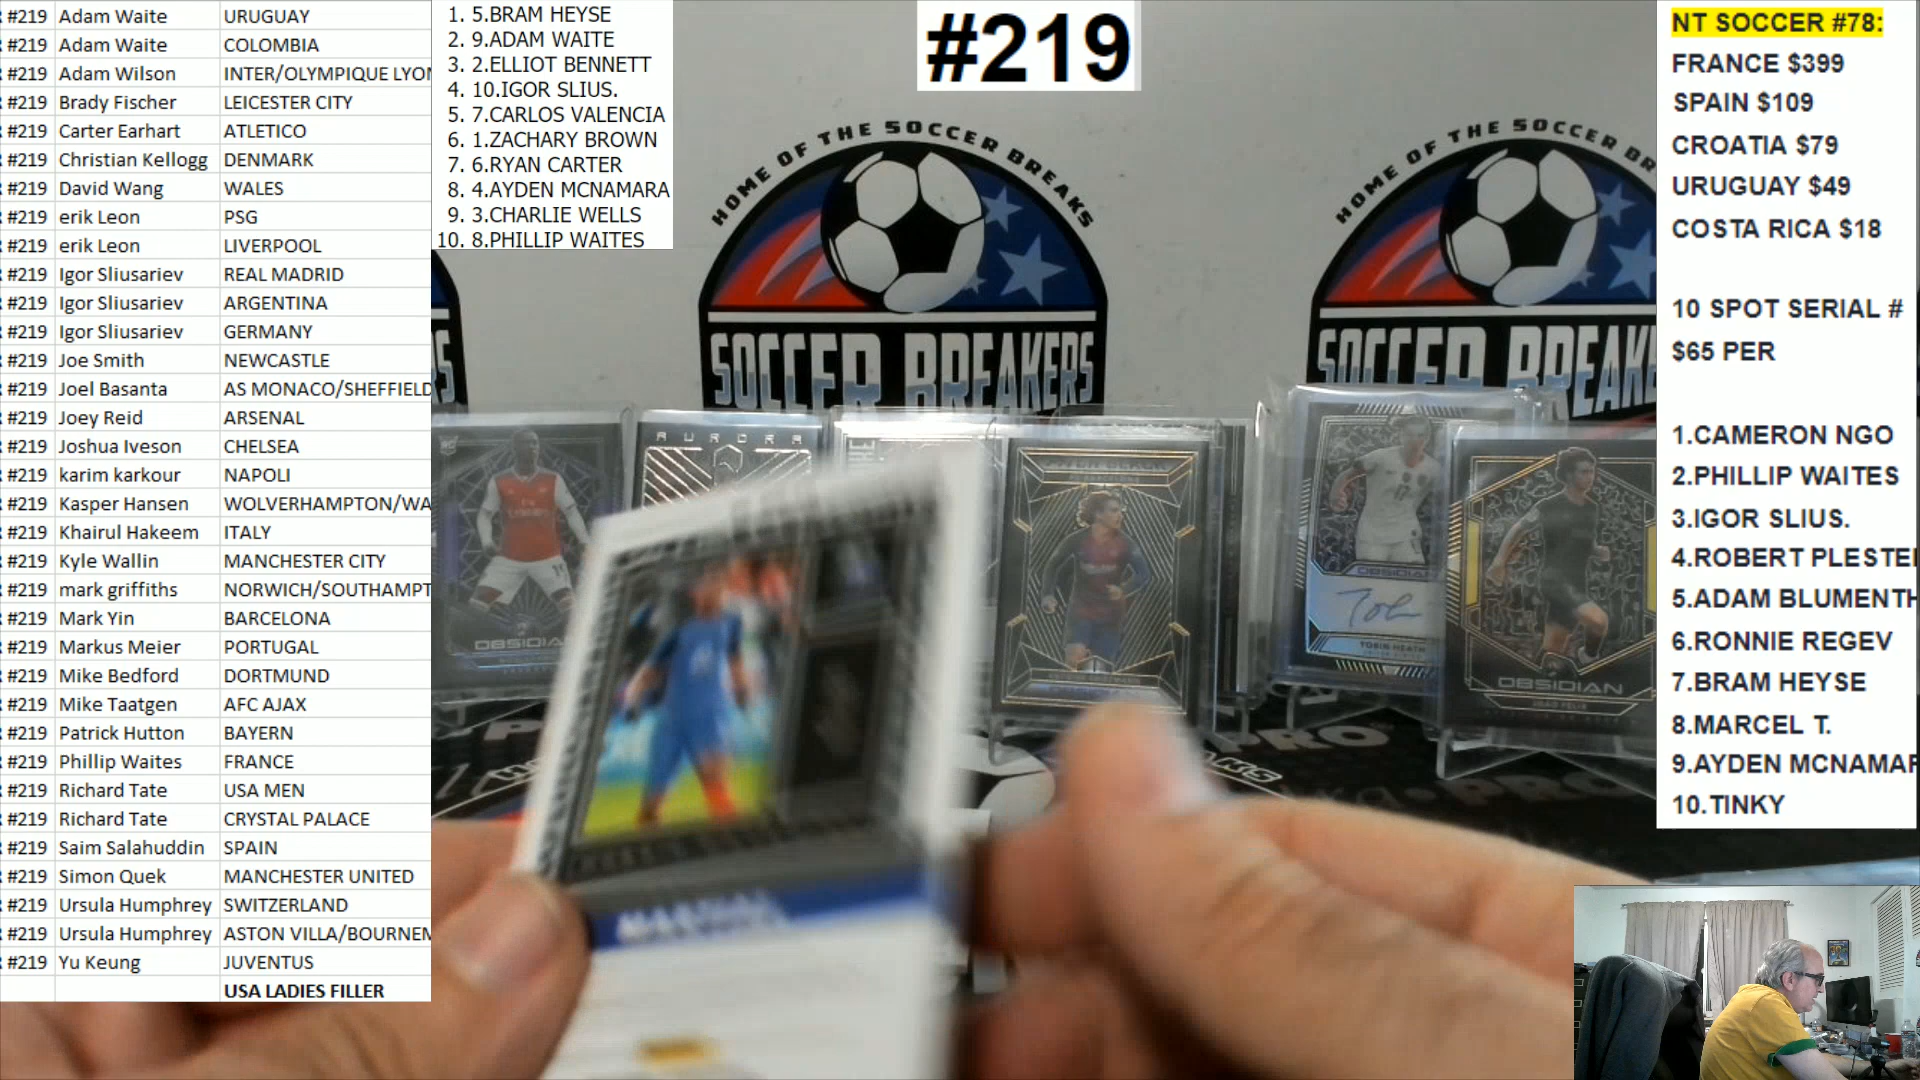 #219 Adam Waite URUGUAY
#219 Adam Waite COLOMBIA
#219 Adam Wilson INTER/OLYMPIQUE LYON
#219 Brady Fischer LEICESTER CITY
#219 Carter Earhart ATLETICO
#219 Christian Kellogg DENMARK
#219 David Wang WALES
#219 erik Leon PSG
#219 erik Leon LIVERPOOL
#219 Igor Sliusariev REAL MADRID
#219 Igor Sliusariev ARGENTINA
#219 Igor Sliusariev GERMANY
#219 Joe Smith NEWCASTLE
#219 Joel Basanta AS MONACO/SHEFFIELD
#219 Joey Reid ARSENAL
#219 Joshua Iveson CHELSEA
#219 karim karkour NAPOLI
#219 Kasper Hansen WOLVERHAMPTON/WA
#219 Khairul Hakeem ITALY
#219 Kyle Wallin MANCHESTER CITY
#219 mark griffiths NORWICH/SOUTHAMPT
#219 Mark Yin BARCELONA
#219 Markus Meier PORTUGAL
#219 Mike Bedford DORTMUND
#219 Mike Taatgen AFC AJAX
#219 Patrick Hutton BAYERN
#219 Phillip Waites FRANCE
#219 Richard Tate USA MEN
#219 Richard Tate CRYSTAL PALACE
#219 Saim Salahuddin SPAIN
#219 Simon Quek MANCHESTER UNITED
#219 Ursula Humphrey SWITZERLAND
#219 Ursula Humphrey ASTON VILLA/BOURNEM
#219 Yu Keung JUVENTUS
USA LADIES FILLER
1. 5.BRAM HEYSE
2. 9.ADAM WAITE
3. 2.ELLIOT BENNETT
4. 10.IGOR SLIUS.
5. 7.CARLOS VALENCIA
6. 1.ZACHARY BROWN
7. 6.RYAN CARTER
8. 4.AYDEN MCNAMARA
9. 3.CHARLIE WELLS
10. 8.PHILLIP WAITES
#219
HOME OF THE SOCCER BREAKS
SOCCER BREAKERS
HOME OF THE SOCCER BR
SOCCER BREAKE
AURORA
OBSIDIAN
OBSIDIAN
TOBIN HEATH
OBSIDIAN
JOAO FELIX
NT SOCCER #78:
FRANCE $399
SPAIN $109
CROATIA $79
URUGUAY $49
COSTA RICA $18
10 SPOT SERIAL #
$65 PER
1.CAMERON NGO
2.PHILLIP WAITES
3.IGOR SLIUS.
4.ROBERT PLESTE
5.ADAM BLUMENTH
6.RONNIE REGEV
7.BRAM HEYSE
8.MARCEL T.
9.AYDEN MCNAMAR
10.TINKY